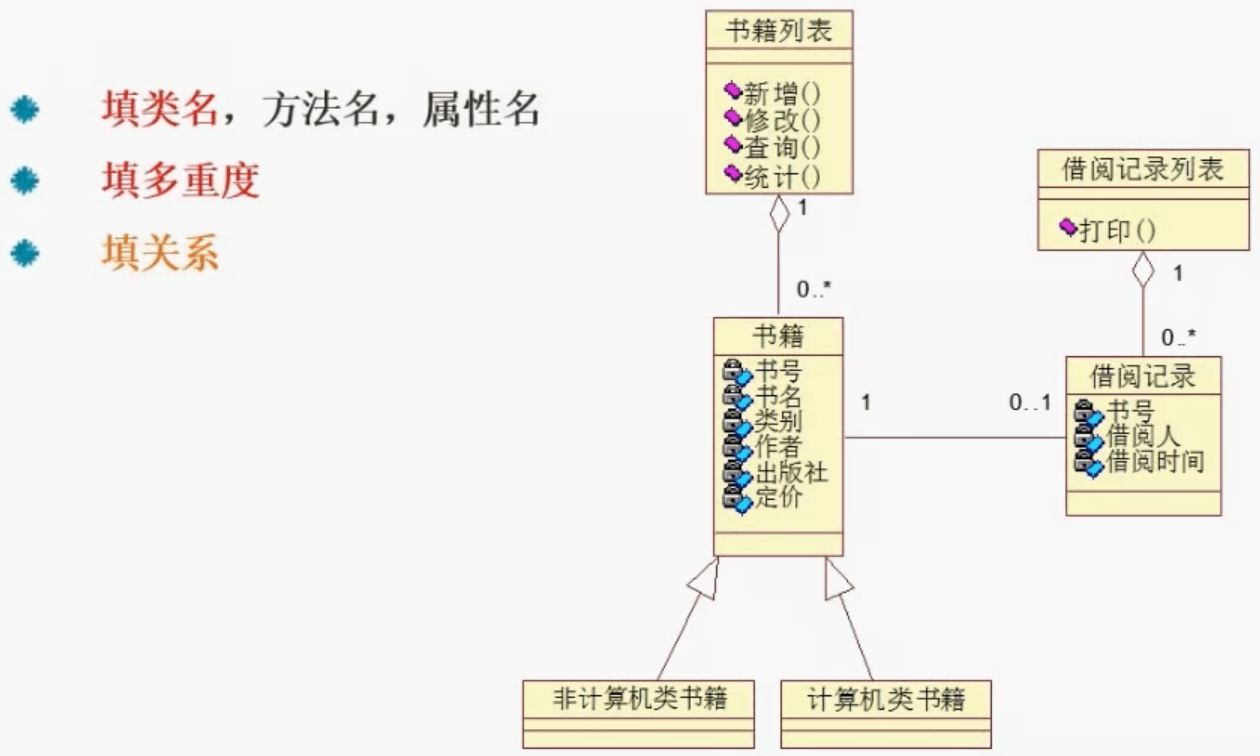 填类名，方法名，属性名
填多重度
填关系
书籍列表
新增()
修改()
查询()
统计()
1
0..*
借阅记录列表
打印()
1
0..*
书籍
书号
书名
类别
作者
出版社
定价
1
0..1
借阅记录
书号
借阅人
借阅时间
非计算机类书籍
计算机类书籍